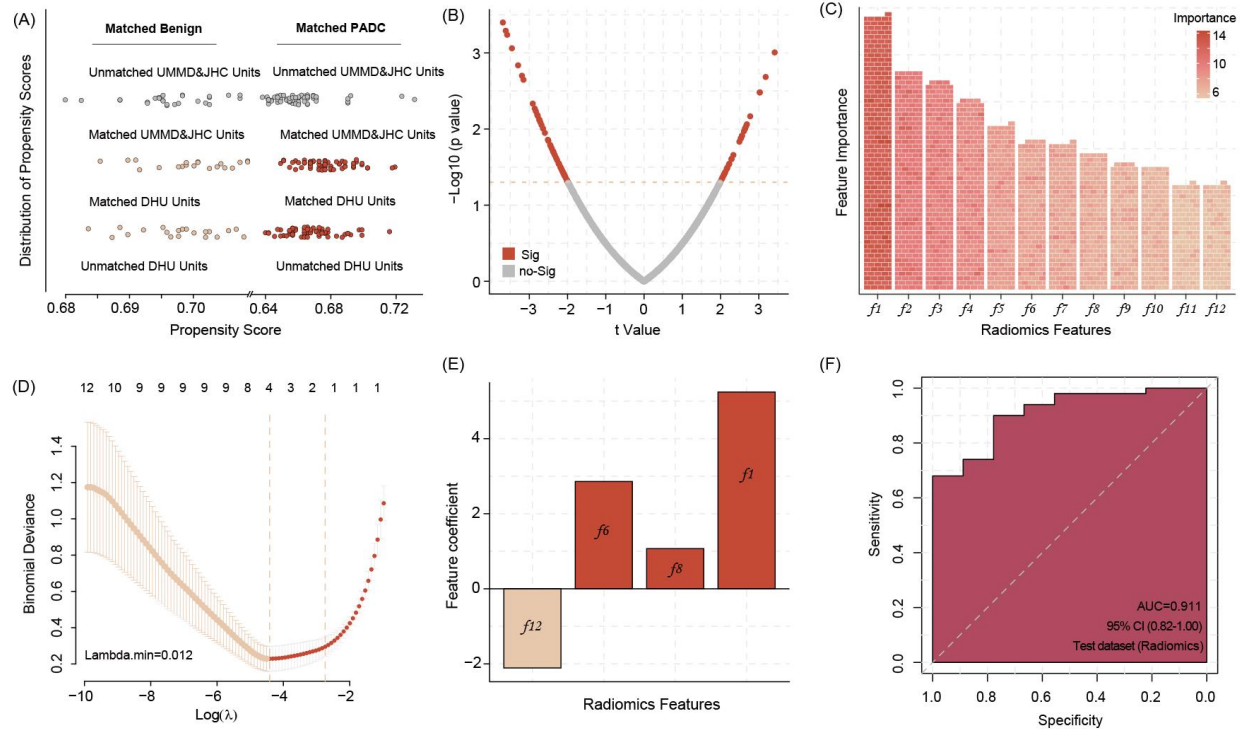 (A)
Matched Benign
Matched PADC
Unmatched UMMD&JHC Units
Unmatched UMMD&JHC Units
Matched UMMD&JHC Units
Matched UMMD&JHC Units
Matched DHU Units
Matched DHU Units
Unmatched DHU Units
Unmatched DHU Units
Distribution of Propensity Scores
0.68 0.69 0.70 0.64 0.70 0.72
Propensity Score
(B)
−Log10 (p value)
3
2
1
0
Sig
no-Sig
−3 −2 −1 0 1 2 3
t Value
(C)
Importance
14
10
6
Feature Importance
f1 f2 f3 f4 f5 f6 f7 f8 f9 f10 f11 f12
Radiomics Features
(D)
12 10 9 9 9 9 9 8 4 3 2 1 1 1
Binomial Deviance
1.4
1.2
1.0
0.8
0.6
0.4
0.2
Lambda.min=0.012
−10 −8 −6 −4 −2
Log(λ)
(E)
Feature coefficient
4
2
0
−2
f12
f6
f8
f1
Radiomics Features
(F)
Sensitivity
1.0
0.8
0.6
0.4
0.2
0.0
AUC=0.911
95% CI (0.82-1.00)
Test dataset (Radiomics)
1.0 0.8 0.6 0.4 0.2 0.0
Specificity